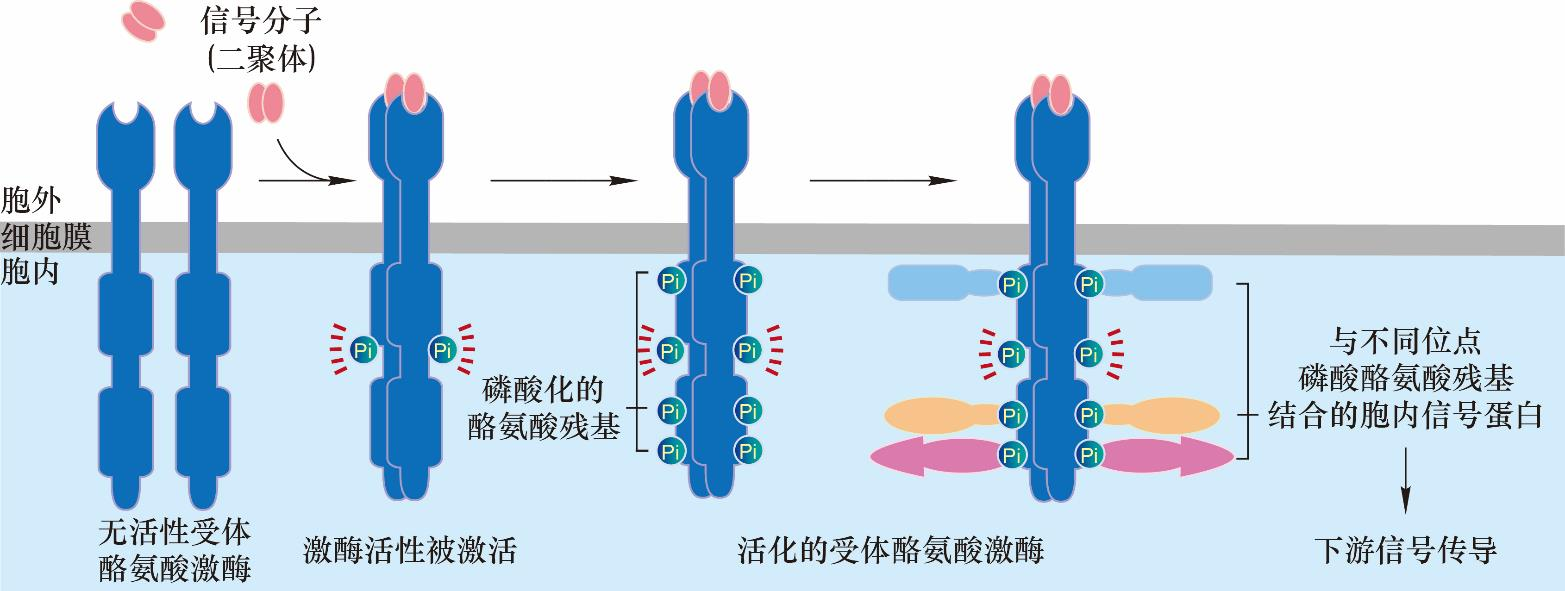 信号分子
(二聚体)
胞外
细胞膜
胞内
无活性受体
酪氨酸激酶
Pi
Pi
激酶活性被激活
磷酸化的
酪氨酸残基
Pi
Pi
Pi
Pi
Pi
Pi
Pi
Pi
活化的受体酪氨酸激酶
Pi
Pi
Pi
Pi
Pi
Pi
Pi
Pi
与不同位点
磷酸酪氨酸残基
结合的胞内信号蛋白
下游信号传导